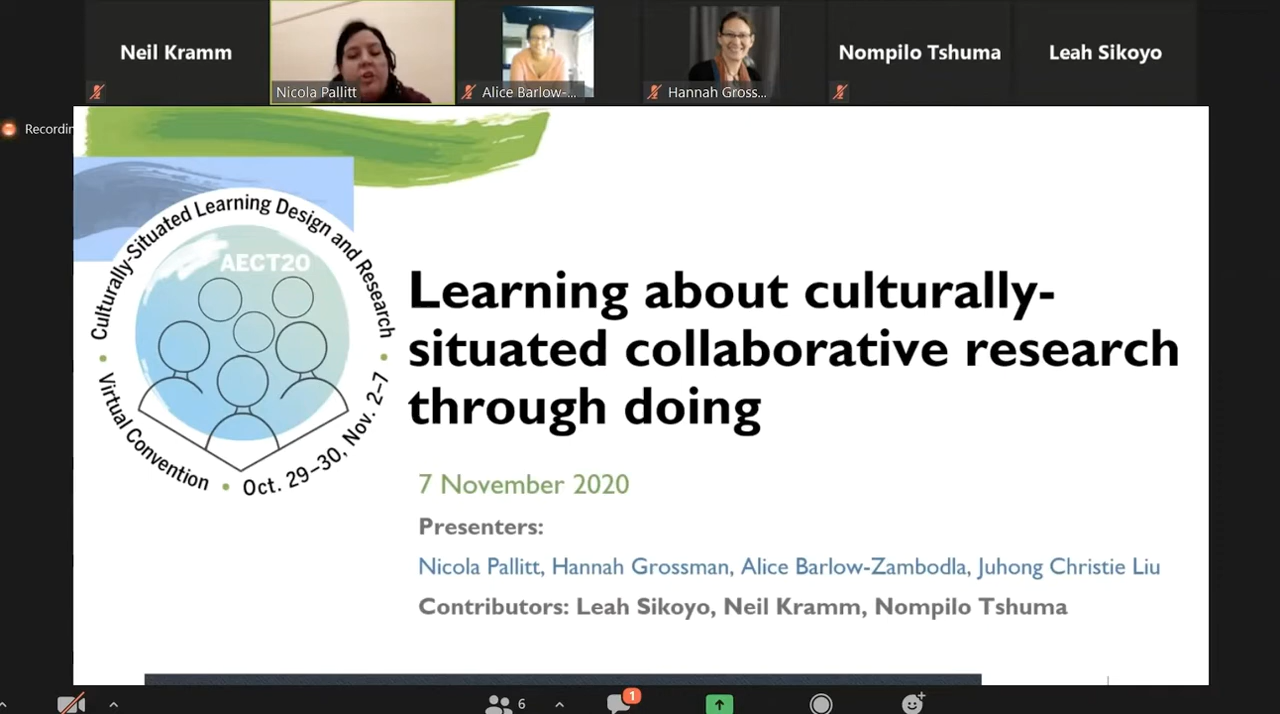 Neil Kramm
Nicola Pallitt
Alice Barlow-...
Hannah Gross...
Nompilo Tshuma
Leah Sikoyo
Recordin
Culturally-Situated Learning Design and Research
AECT20
Virtual Convention • Oct. 29–30, Nov. 2–7
Learning about culturally-
situated collaborative research
through doing
7 November 2020
Presenters:
Nicola Pallitt, Hannah Grossman, Alice Barlow-Zambodla, Juhong Christie Liu
Contributors: Leah Sikoyo, Neil Kramm, Nompilo Tshuma
6
1